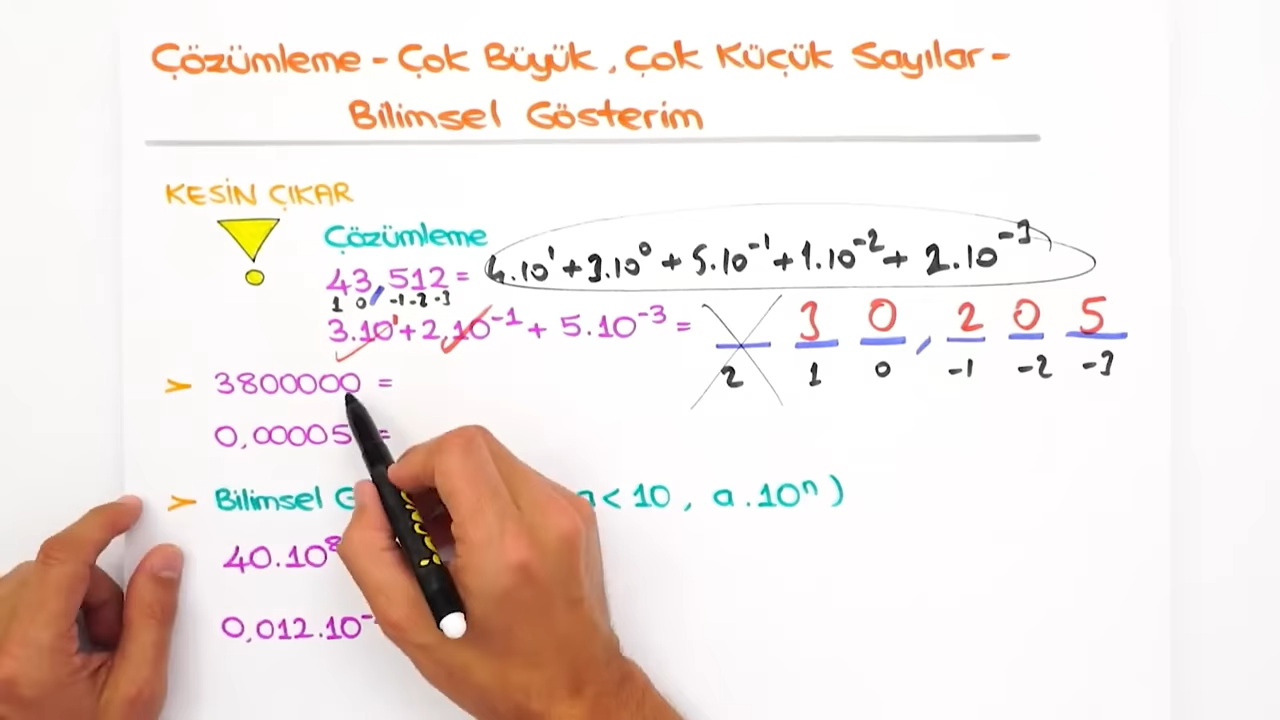 Çözümleme - Çok Büyük, Çok Küçük Sayılar -
Bilimsel Gösterim
KESİN ÇIKAR
Çözümleme
43,512 = 4.10¹ + 3.10⁰ + 5.10⁻¹ + 1.10⁻² + 2.10⁻³
1 0 -1 -2 -3
3.10¹ + 2.10⁻¹ + 5.10⁻³ = 3 0 , 2 0 5
2 1 0 -1 -2 -3
➤ 3800000 =
0,00005 =
➤ Bilimsel < 10 , a.10ⁿ )
40.10⁸
0,012.10⁻